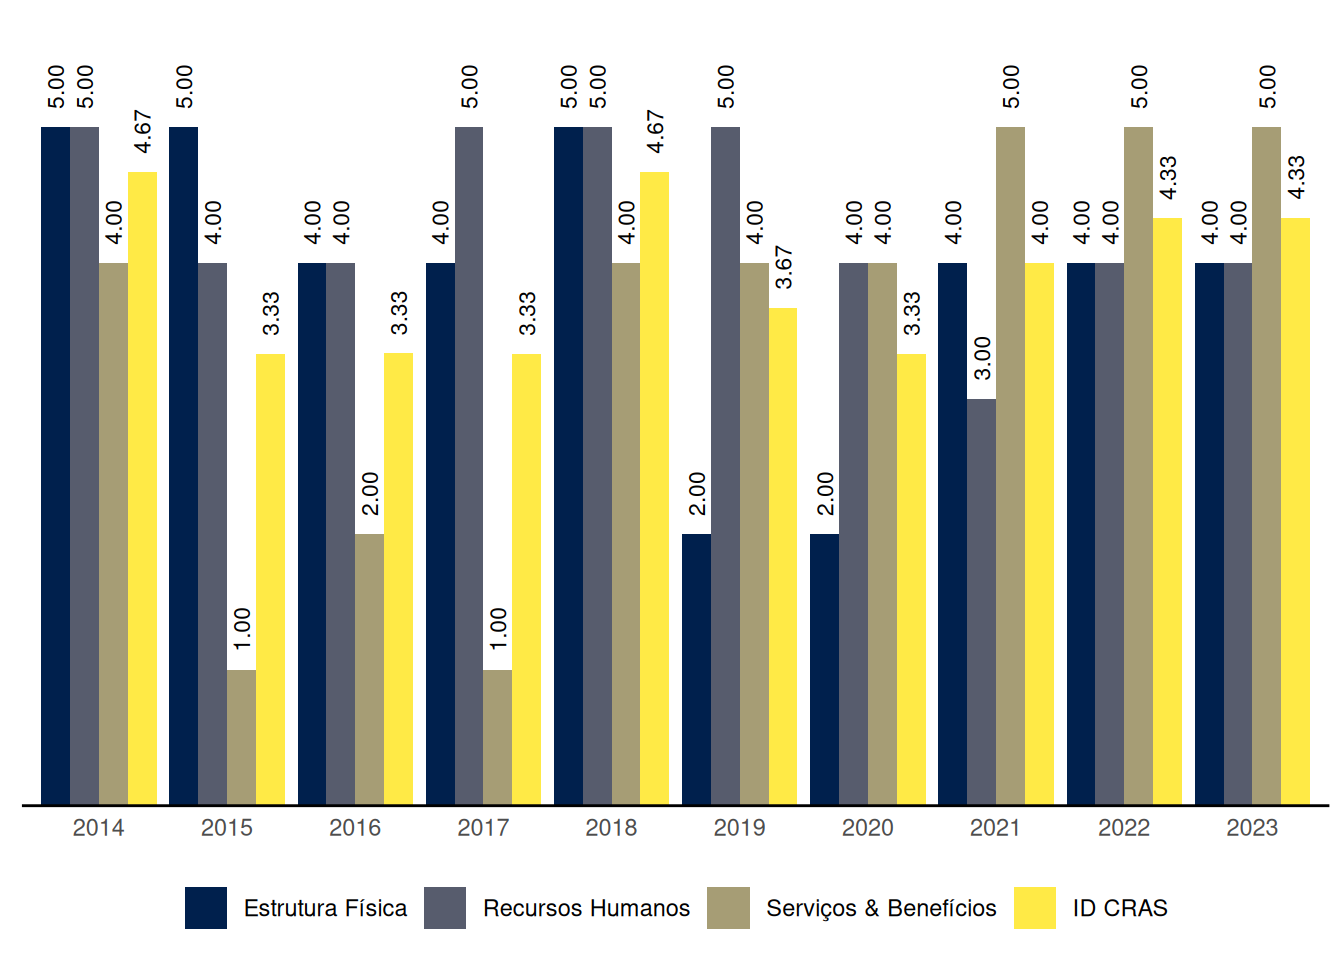 5.00 5.00 4.00 4.67
5.00 4.00 1.00 3.33
4.00 4.00 2.00 3.33
4.00 5.00 1.00 3.33
5.00 5.00 4.00 4.67
2.00 5.00 4.00 3.67
2.00 4.00 4.00 3.33
4.00 3.00 5.00 4.00
4.00 4.00 5.00 4.33
4.00 4.00 5.00 4.33
2014 2015 2016 2017 2018 2019 2020 2021 2022 2023
Estrutura Física Recursos Humanos Serviços & Benefícios ID CRAS